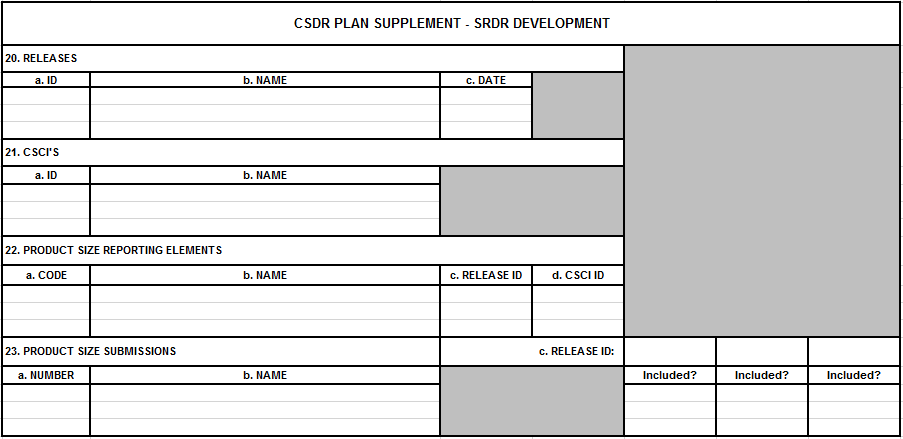 CSDR PLAN SUPPLEMENT - SRDR DEVELOPMENT
20. RELEASES
a. ID b. NAME c. DATE
21. CSCI'S
a. ID b. NAME
22. PRODUCT SIZE REPORTING ELEMENTS
a. CODE b. NAME c. RELEASE ID d. CSCI ID
23. PRODUCT SIZE SUBMISSIONS c. RELEASE ID:
a. NUMBER b. NAME Included? Included? Included?